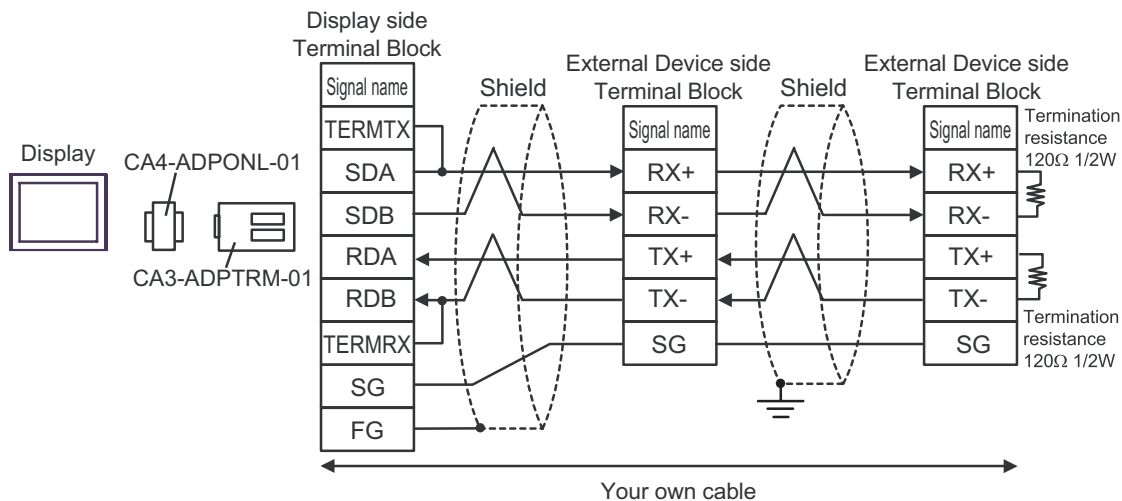 Display side
Terminal Block
External Device side
Terminal Block
External Device side
Terminal Block
Shield
Shield
Display
CA4-ADPONL-01
CA3-ADPTRM-01
Signal name
TERMTX
SDA
SDB
RDA
RDB
TERMRX
SG
FG
Signal name
RX+
RX-
TX+
TX-
SG
Signal name
RX+
RX-
TX+
TX-
SG
Termination
resistance
120Ω 1/2W
Termination
resistance
120Ω 1/2W
Your own cable